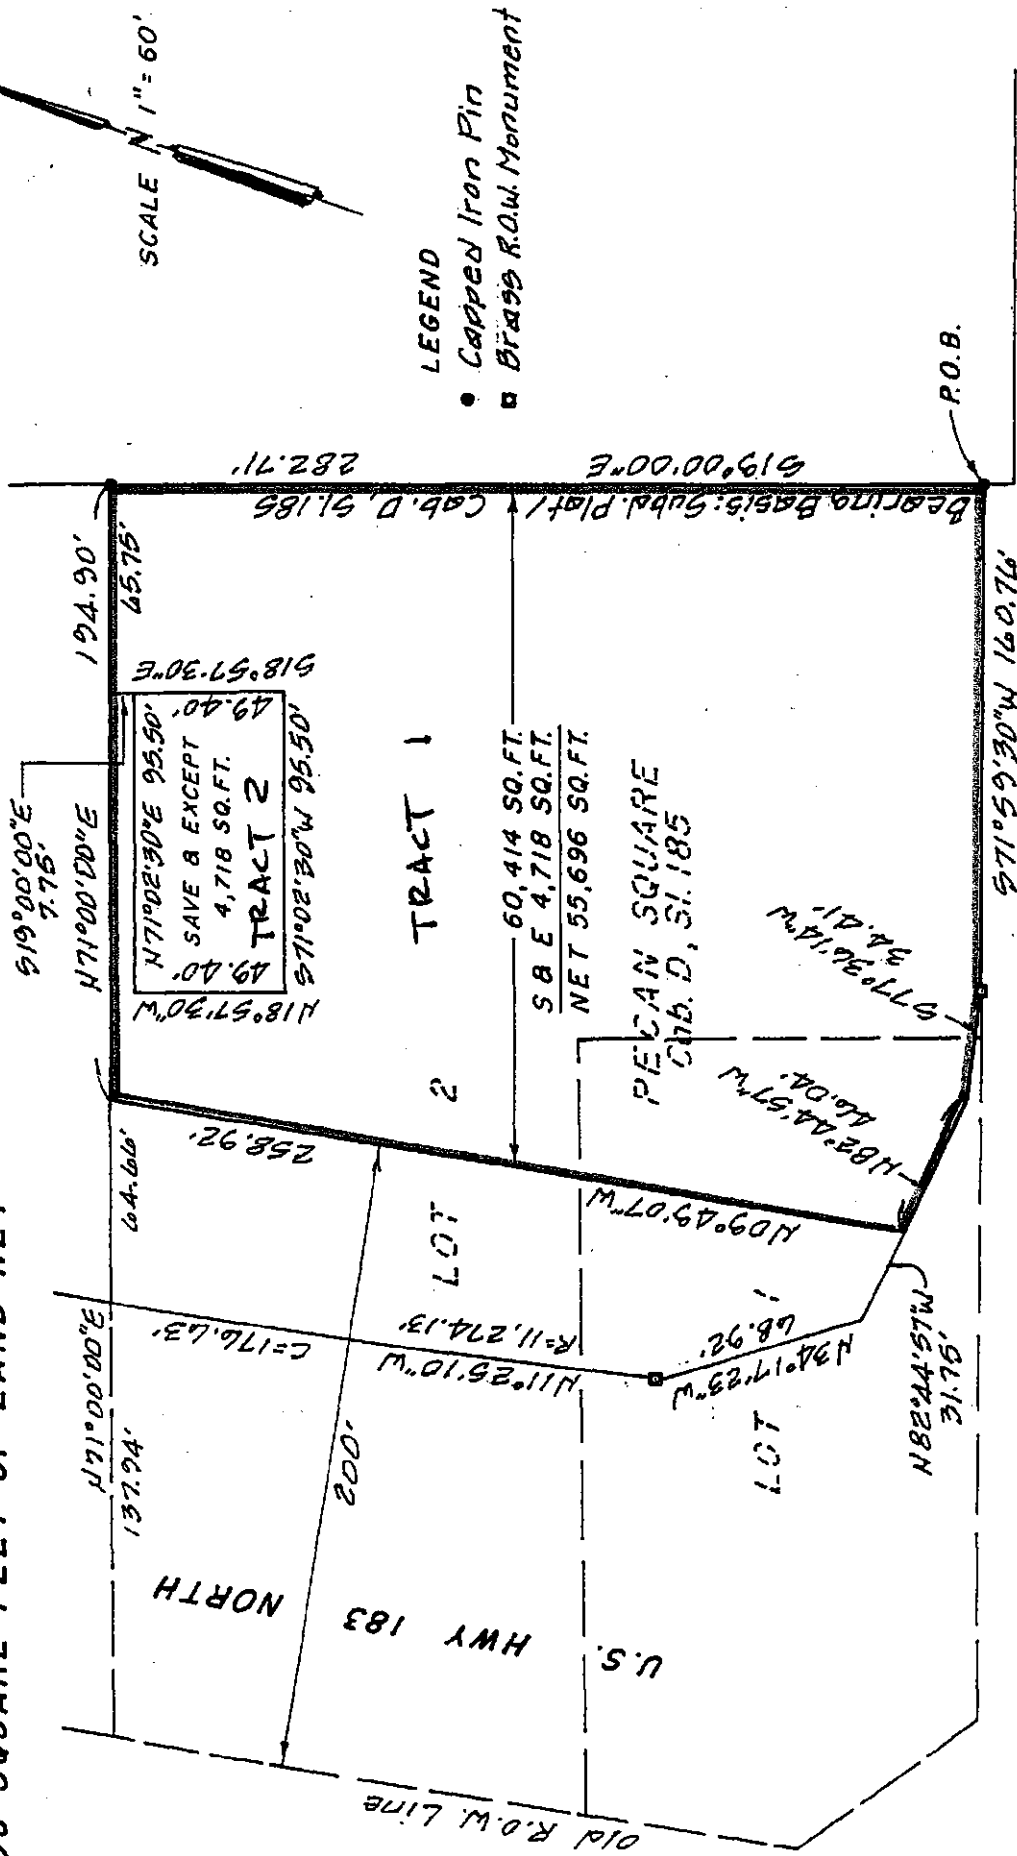 SQUARE FEET OF LAND NET
SCALE 1" = 60'
N
LEGEND
● Capped Iron Pin
Brass R.O.W. Monument
S19°00'00"E
7.75'
N71°00'00"E
194.90'
65.75'
N71°02'30"E 95.50'
SAVE & EXCEPT
4,718 SQ.FT.
TRACT 2
49.40'
49.40'
S18°57'30"E
N18°57'30"W
S71°02'30"W 95.50'
S19°00'00"E 282.71'
Bearing Basis: Subd. Plat / Cab. D, Sl.185
P.O.B.
TRACT 1
60,414 SQ.FT.
S & E 4,718 SQ.FT.
NET 55,696 SQ.FT.
PECAN SQUARE
Cab. D, Sl.185
S71°59'30"W 160.76'
S77°36'14"W
34.41'
N82°44'57"W
46.04'
N82°44'57"W
31.75'
N09°49'07"W 258.92'
LOT 2
LOT 1
64.66'
N71°00'00"E
137.94'
N11°25'10"W
C=176.63'
R=11,274.13'
N34°17'23"W
68.92'
200'
U.S. HWY 183 NORTH
Old R.O.W. Line